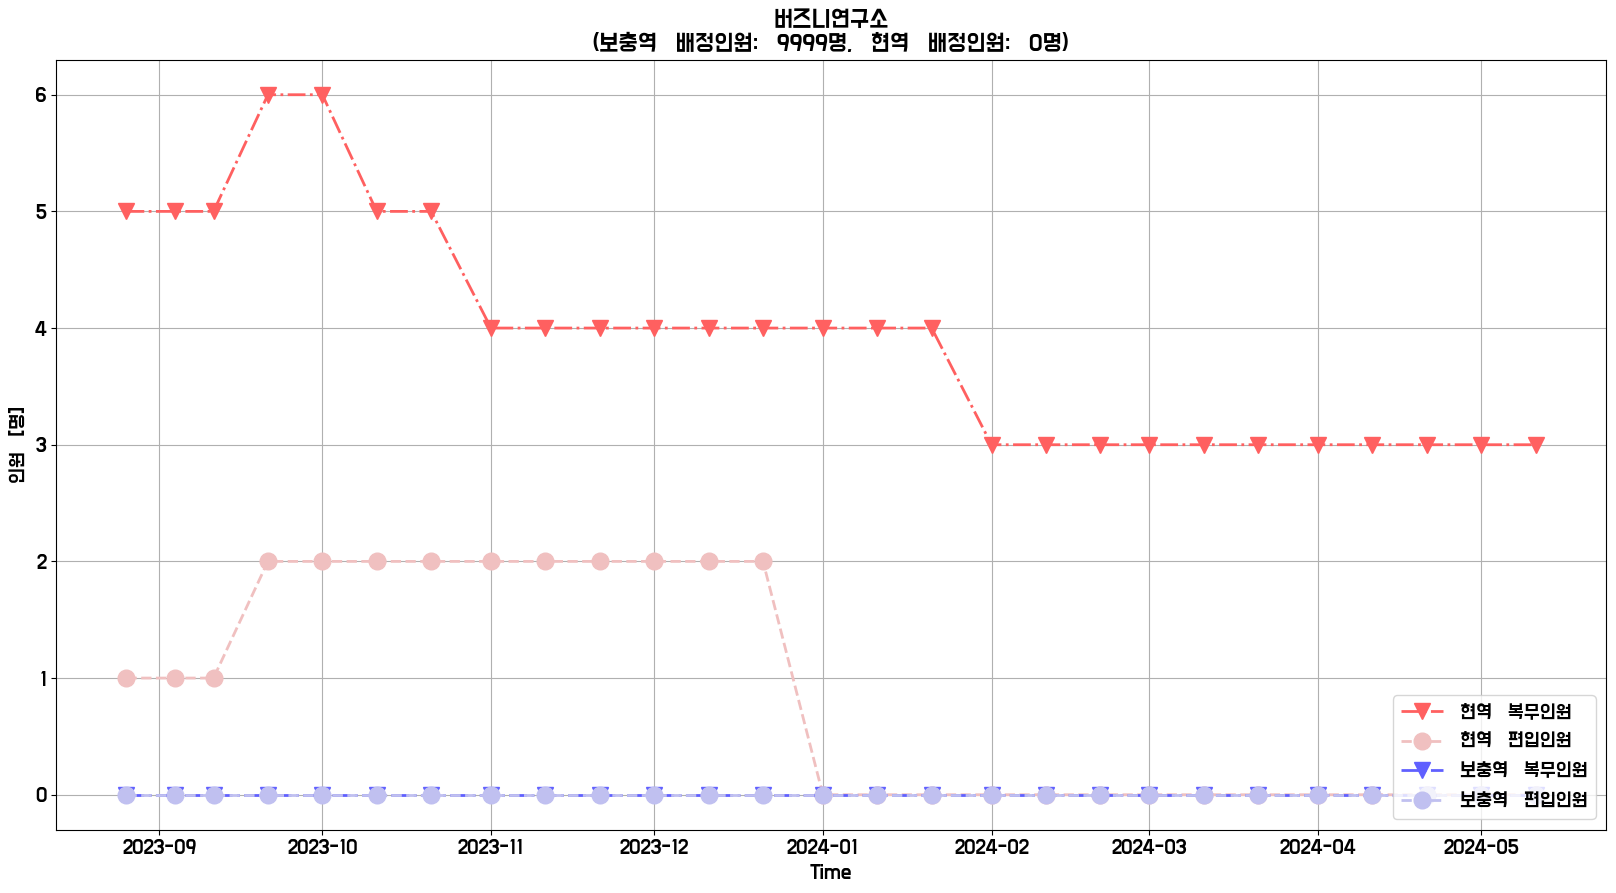 버즈니연구소
(보충역 배정인원: 9999명, 현역 배정인원: 0명)
인원 [명]
6
5
4
3
2
1
0
현역 복무인원
현역 편입인원
보충역 복무인원
보충역 편입인원
2023-09 2023-10 2023-11 2023-12 2024-01 2024-02 2024-03 2024-04 2024-05
Time